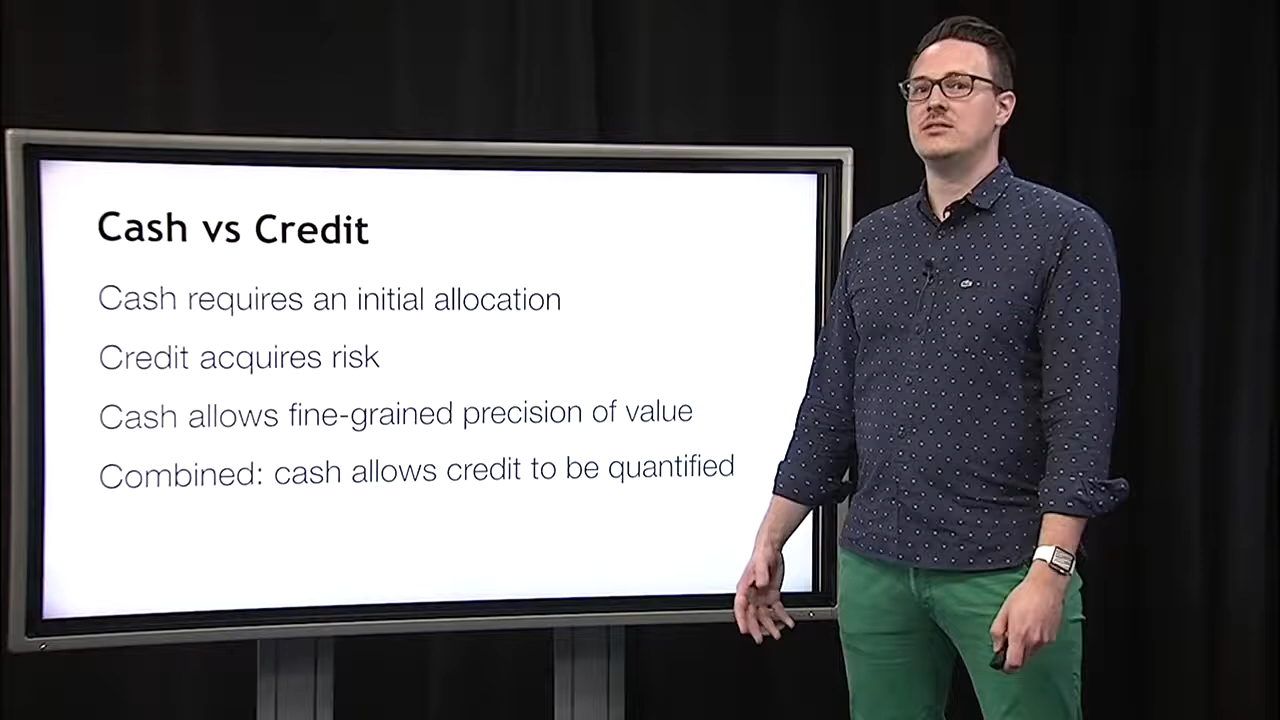 Cash vs Credit
Cash requires an initial allocation
Credit acquires risk
Cash allows fine-grained precision of value
Combined: cash allows credit to be quantified